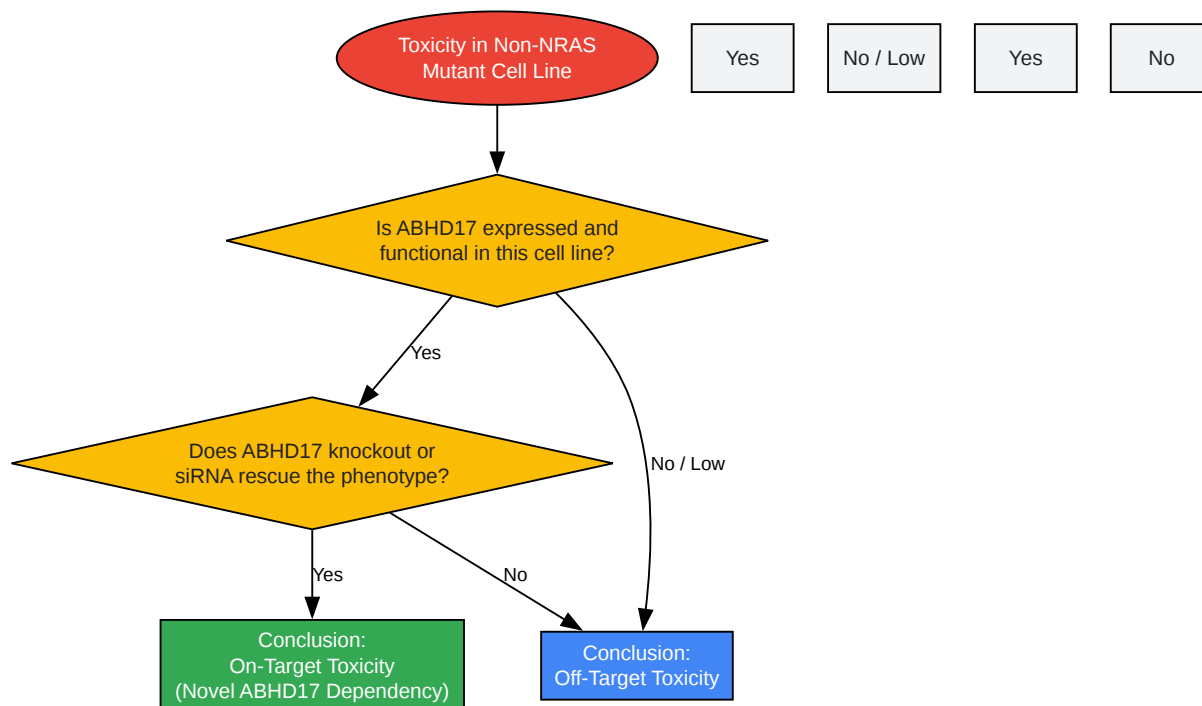 Toxicity in Non-NRAS
Mutant Cell Line
Yes
No / Low
Yes
No
Is ABHD17 expressed and
functional in this cell line?
Yes
Does ABHD17 knockout or
siRNA rescue the phenotype?
No / Low
Yes
No
Conclusion:
On-Target Toxicity
(Novel ABHD17 Dependency)
Conclusion:
Off-Target Toxicity